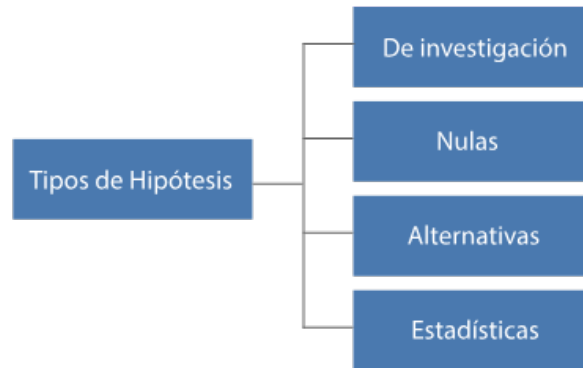 Tipos de Hipótesis
De investigación
Nulas
Alternativas
Estadísticas